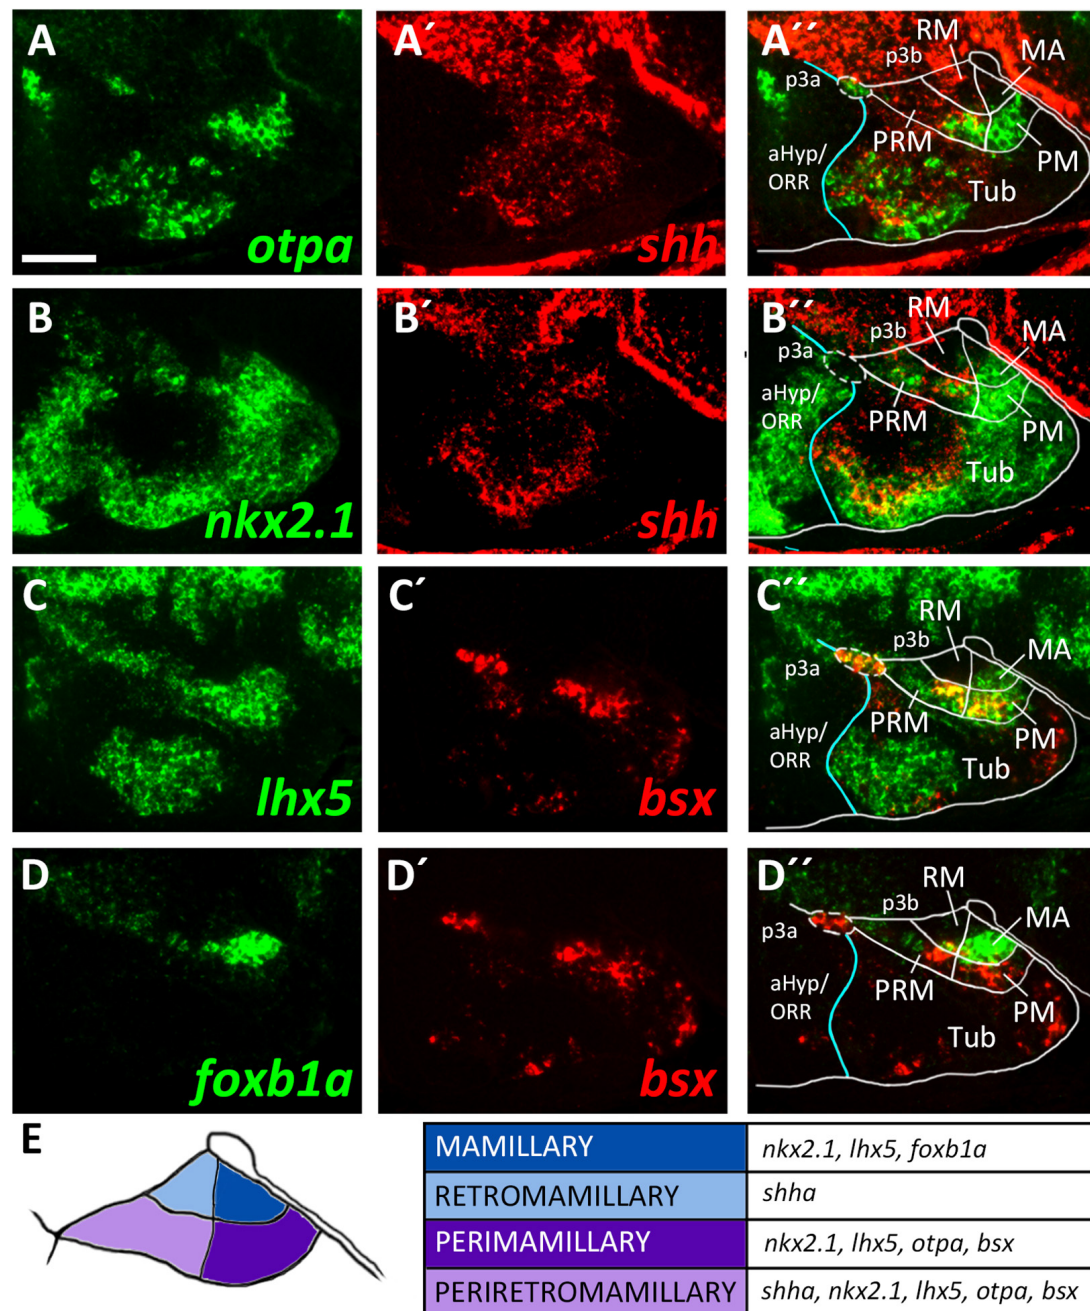 A
otpa
A´
shh
A´´
RM
p3b
MA
p3a
PRM
PM
aHyp/
ORR
Tub
B
nkx2.1
B´
shh
B´´
RM
p3b
MA
p3a
aHyp/
ORR
PRM
PM
Tub
C
lhx5
C´
bsx
C´´
RM
p3b
MA
p3a
PRM
PM
aHyp/
ORR
Tub
D
foxb1a
D´
bsx
D´´
RM
p3b
MA
p3a
aHyp/
ORR
PRM
PM
Tub
E
MAMILLARY nkx2.1, lhx5, foxb1a
RETROMAMILLARY shha
PERIMAMILLARY nkx2.1, lhx5, otpa, bsx
PERIRETROMAMILLARY shha, nkx2.1, lhx5, otpa, bsx